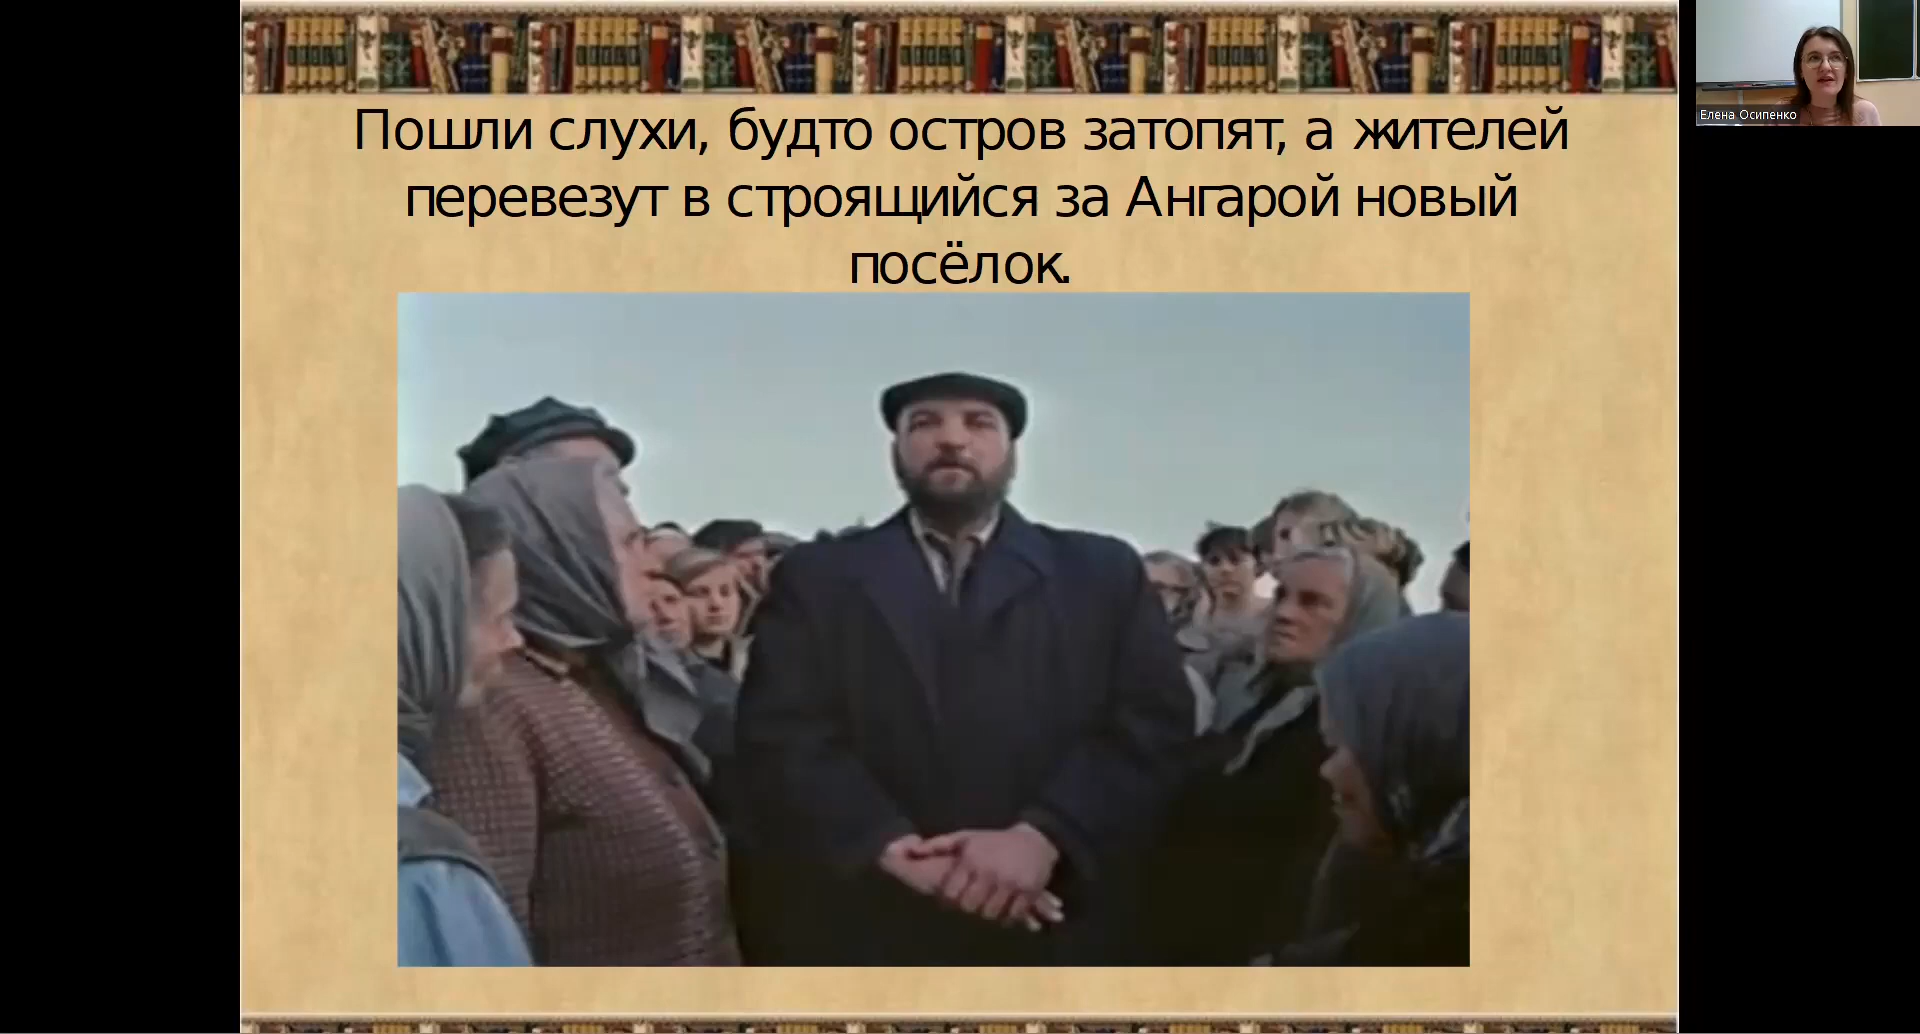 Пошли слухи, будто остров затопят, а жителей
перевезут в строящийся за Ангарой новый
посёлок.
Елена Осипенко